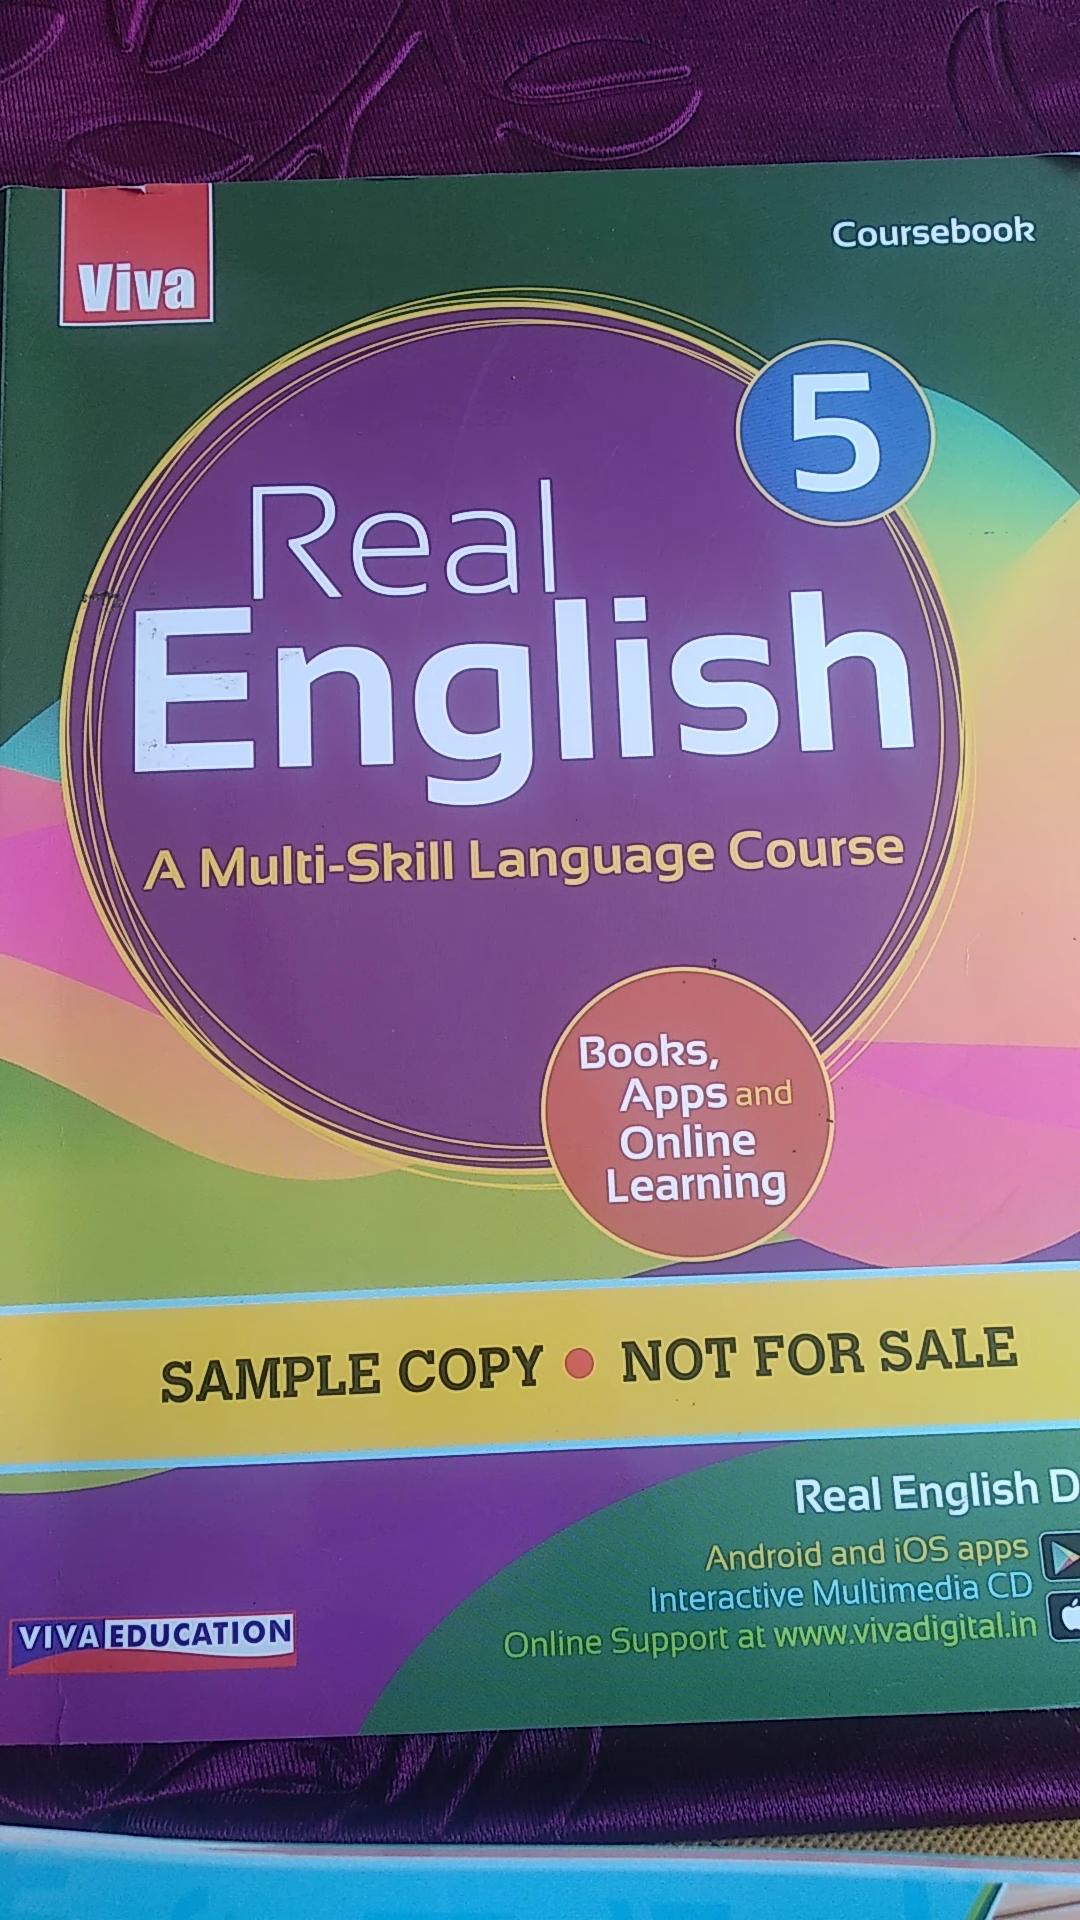 Viva
Coursebook
5
Real
English
A Multi-Skill Language Course
Books,
Apps and
Online
Learning
SAMPLE COPY • NOT FOR SALE
Real English D
Android and iOS apps
Interactive Multimedia CD
Online Support at www.vivadigital.in
VIVA EDUCATION